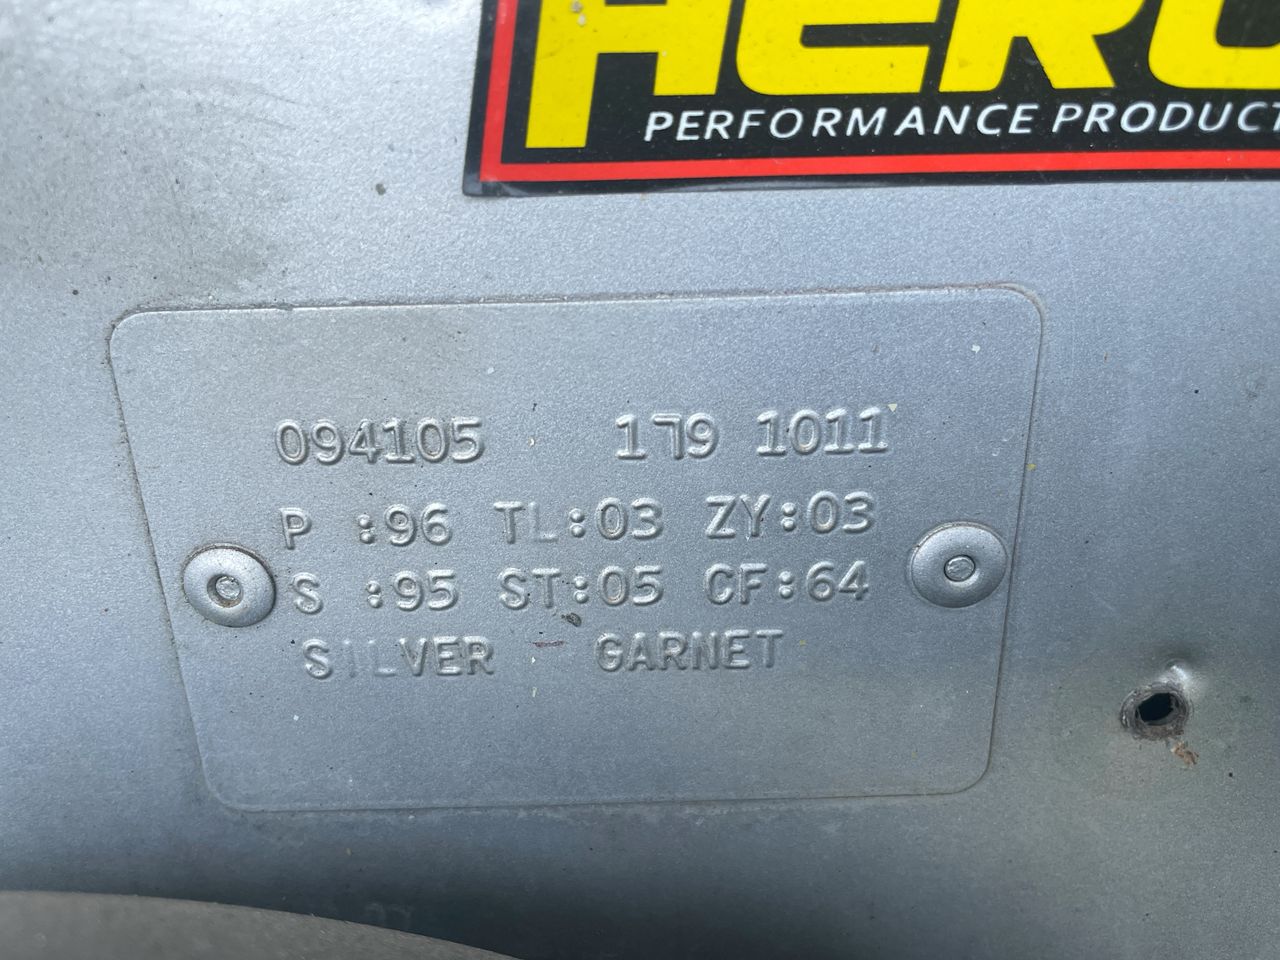 PERFORMANCE PRODUCT
094105 179 1011
P :96 TL:03 ZY:03
S :95 ST:05 CF:64
SILVER GARNET